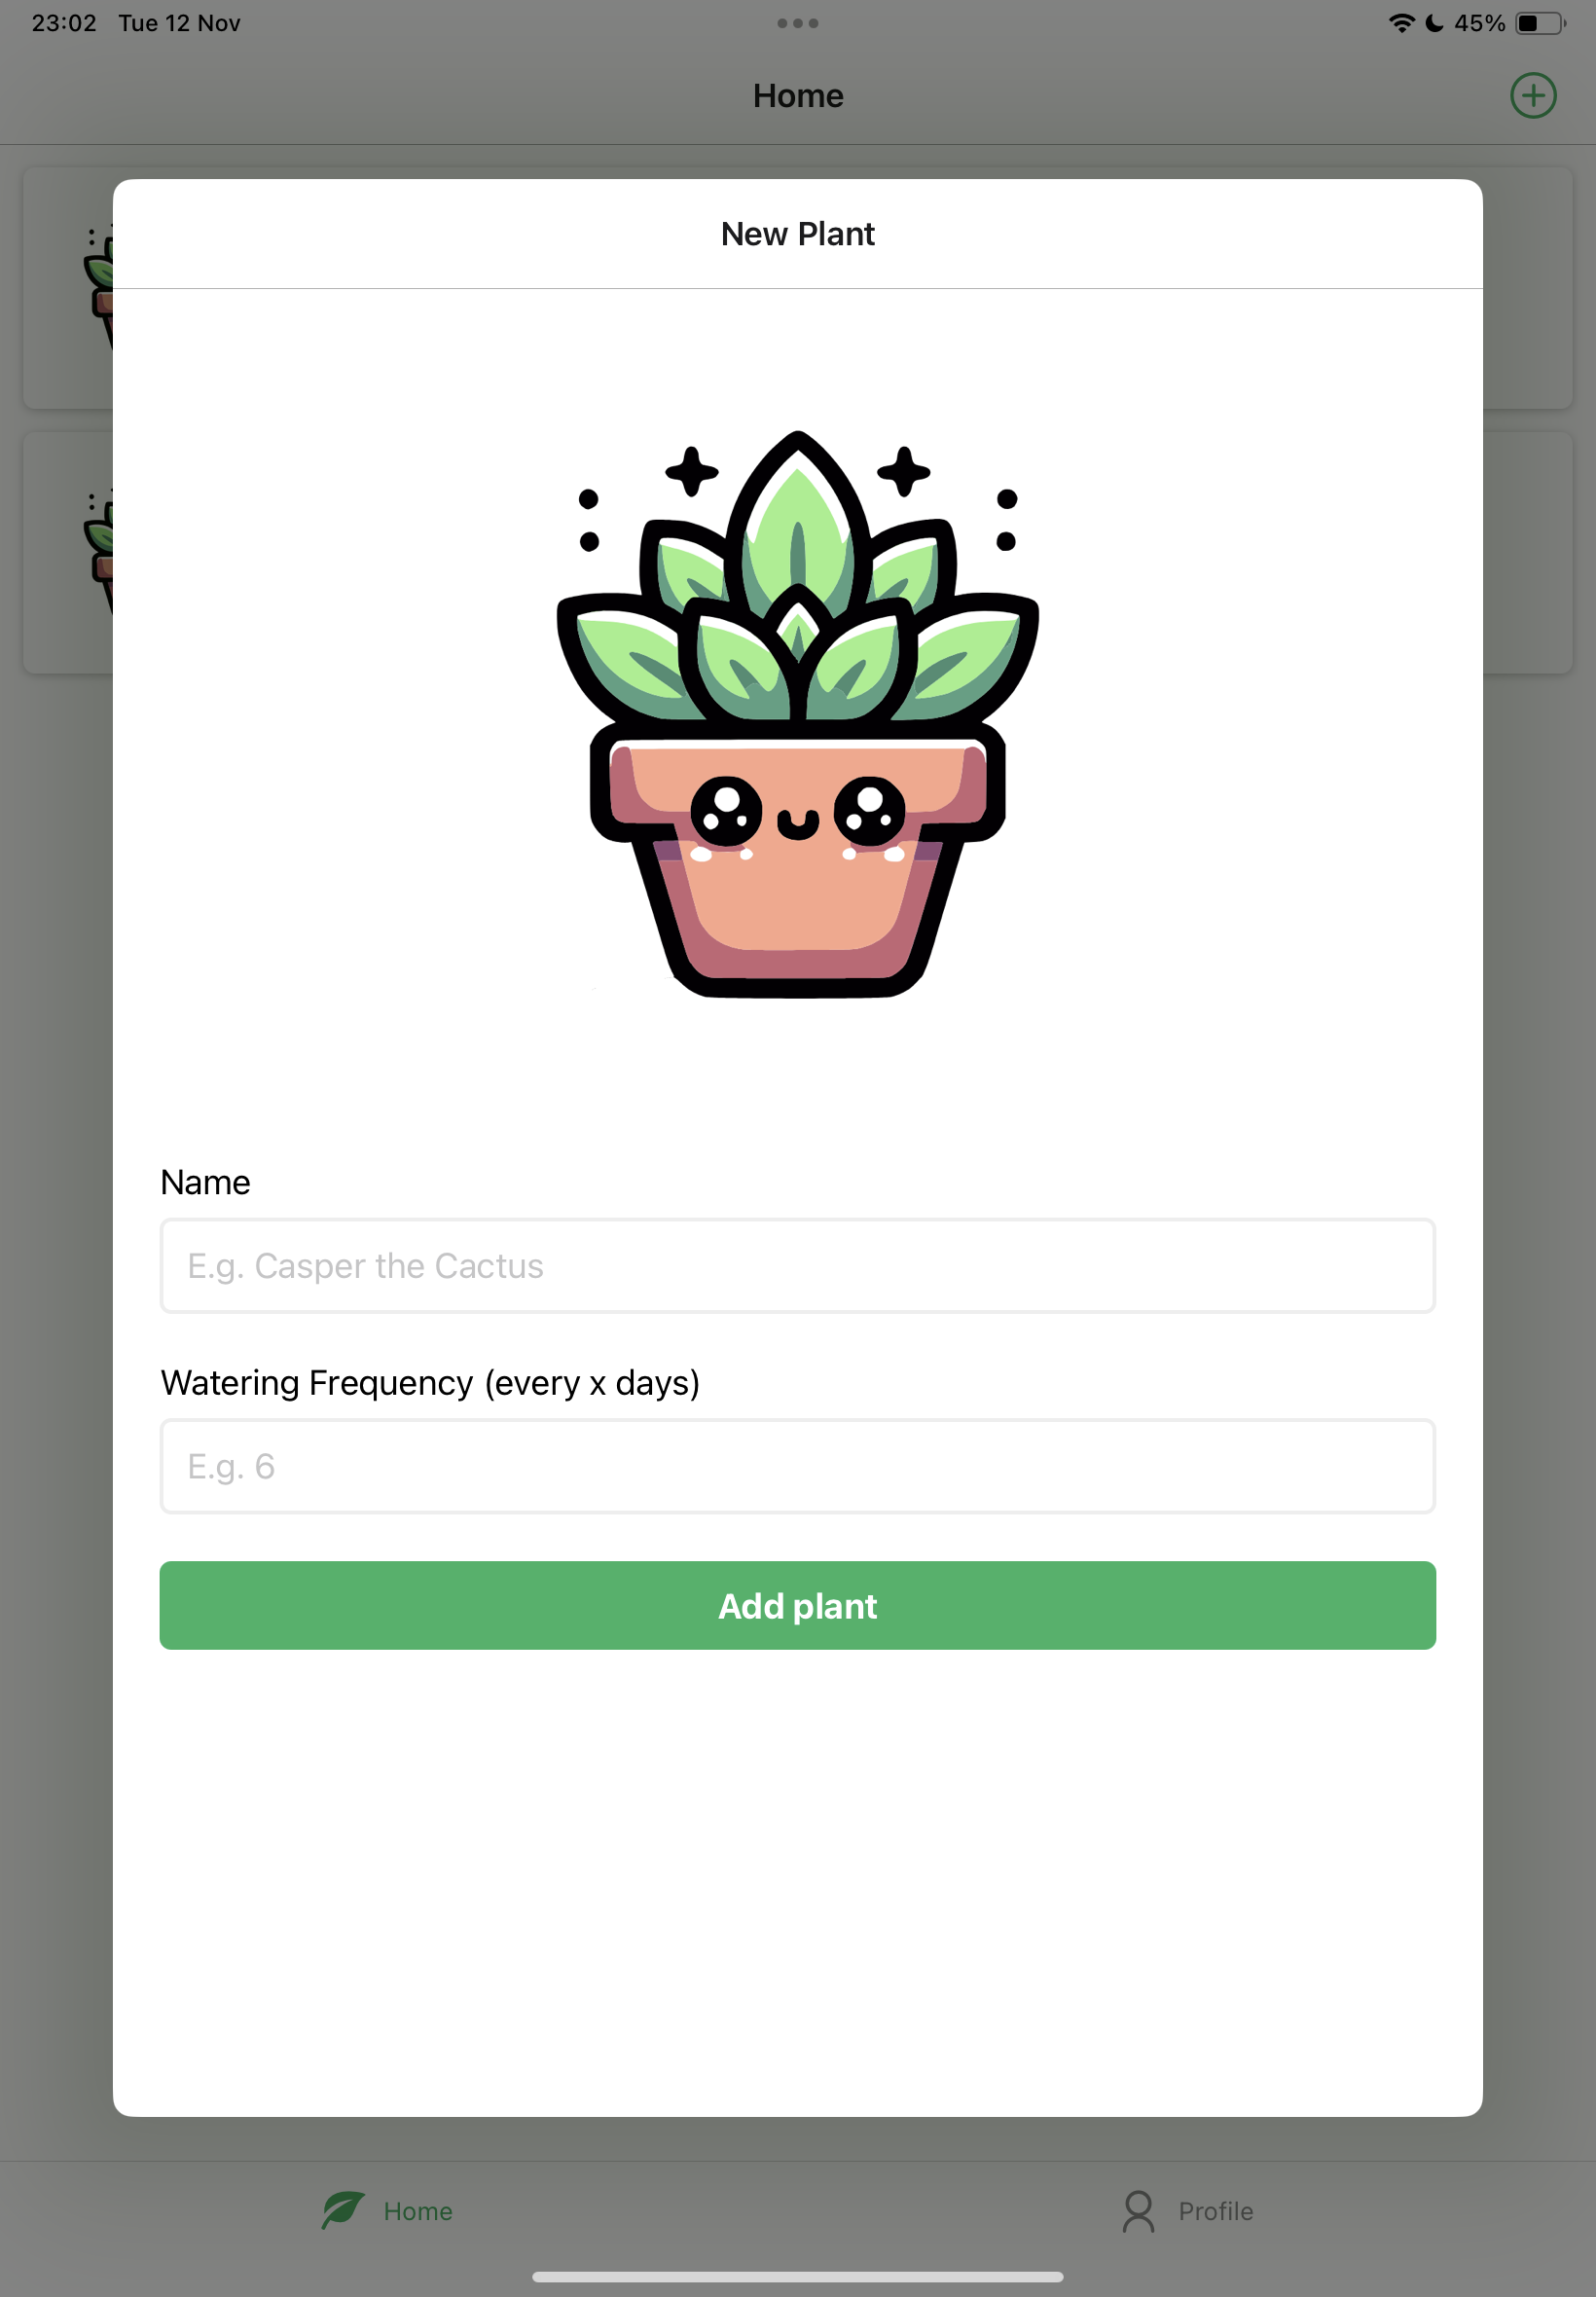 23:02 Tue 12 Nov 45%
Home
New Plant
Name
E.g. Casper the Cactus
Watering Frequency (every x days)
E.g. 6
Add plant
Home Profile